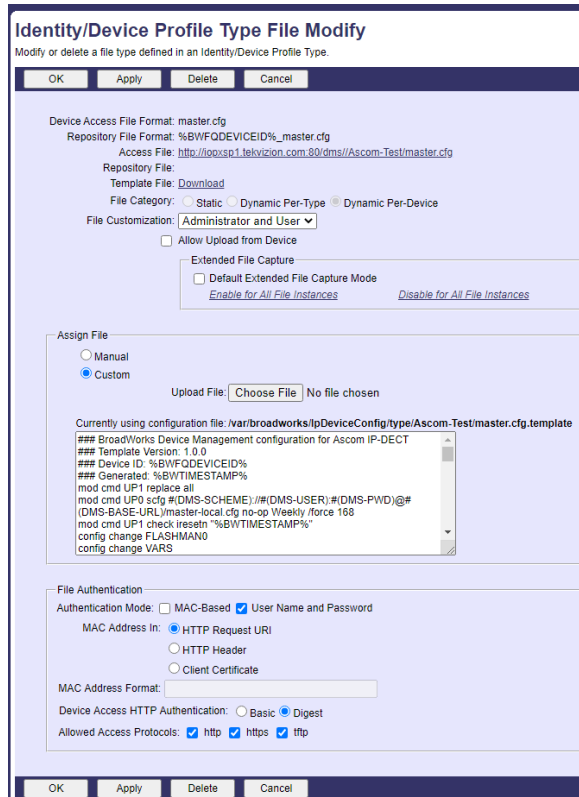 Identity/Device Profile Type File Modify
Modify or delete a file type defined in an Identity/Device Profile Type.
OK Apply Delete Cancel
Device Access File Format: master.cfg
Repository File Format: %BWFQDEVICEID%_master.cfg
Access File: http://iopxsp1.tekvizion.com:80/dms//Ascom-Test/master.cfg
Repository File:
Template File: Download
File Category: Static Dynamic Per-Type Dynamic Per-Device
File Customization: Administrator and User
Allow Upload from Device
Extended File Capture
Default Extended File Capture Mode
Enable for All File Instances Disable for All File Instances
Assign File
Manual
Custom
Upload File: Choose File No file chosen
Currently using configuration file: /var/broadworks/IpDeviceConfig/type/Ascom-Test/master.cfg.template
### BroadWorks Device Management configuration for Ascom IP-DECT
### Template Version: 1.0.0
### Device ID: %BWFQDEVICEID%
### Generated: %BWTIMESTAMP%
mod cmd UP1 replace all
mod cmd UP0 scfg #(DMS-SCHEME)://#(DMS-USER):#(DMS-PWD)@#
(DMS-BASE-URL)/master-local.cfg no-op Weekly /force 168
mod cmd UP1 check iresetn "%BWTIMESTAMP%"
config change FLASHMAN0
config change VARS
File Authentication
Authentication Mode: MAC-Based User Name and Password
MAC Address In: HTTP Request URI
HTTP Header
Client Certificate
MAC Address Format:
Device Access HTTP Authentication: Basic Digest
Allowed Access Protocols: http https tftp
OK Apply Delete Cancel